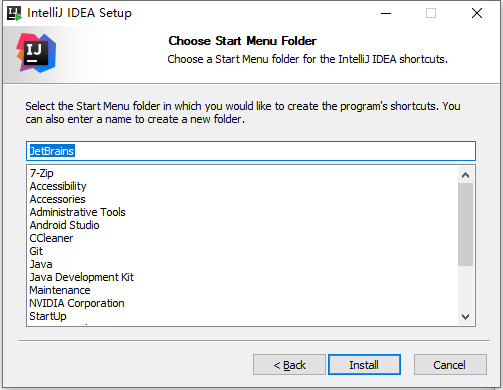 IntelliJ IDEA Setup
IJ
Choose Start Menu Folder
Choose a Start Menu folder for the IntelliJ IDEA shortcuts.
Select the Start Menu folder in which you would like to create the program's shortcuts. You
can also enter a name to create a new folder.
JetBrains
7-Zip
Accessibility
Accessories
Administrative Tools
Android Studio
CCleaner
Git
Java
Java Development Kit
Maintenance
NVIDIA Corporation
StartUp
< Back
Install
Cancel